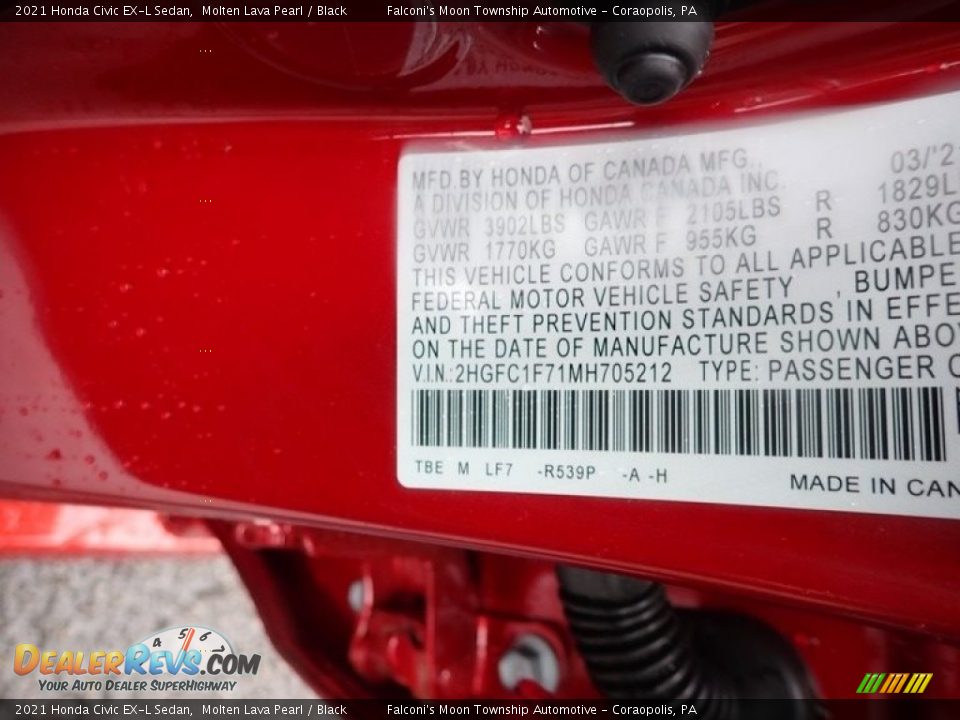 2021 Honda Civic EX-L Sedan, Molten Lava Pearl / Black Falconi's Moon Township Automotive - Coraopolis, PA
MFD.BY HONDA OF CANADA MFG., 03/'21
A DIVISION OF HONDA CANADA INC.
GVWR 3902LBS GAWR F 2105LBS R 1829L
GVWR 1770KG GAWR F 955KG R 830KG
THIS VEHICLE CONFORMS TO ALL APPLICABLE
FEDERAL MOTOR VEHICLE SAFETY , BUMPE
AND THEFT PREVENTION STANDARDS IN EFFE
ON THE DATE OF MANUFACTURE SHOWN ABO
V.I.N.:2HGFC1F71MH705212 TYPE: PASSENGER C
TBE M LF7 -R539P -A -H
MADE IN CAN
4 5 6
DEALERREVS.COM
YOUR AUTO DEALER SUPERHIGHWAY
2021 Honda Civic EX-L Sedan, Molten Lava Pearl / Black Falconi's Moon Township Automotive - Coraopolis, PA